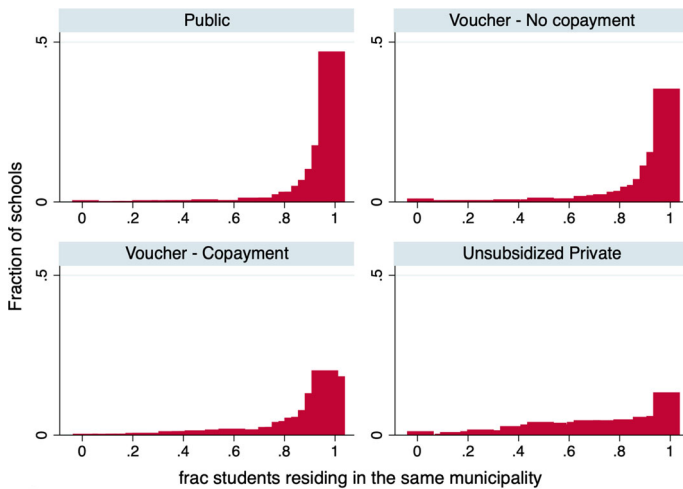 Public
Voucher - No copayment
.5
0
0 .2 .4 .6 .8 1
.5
0
0 .2 .4 .6 .8 1
Voucher - Copayment
Unsubsidized Private
.5
0
0 .2 .4 .6 .8 1
.5
0
0 .2 .4 .6 .8 1
Fraction of schools
frac students residing in the same municipality